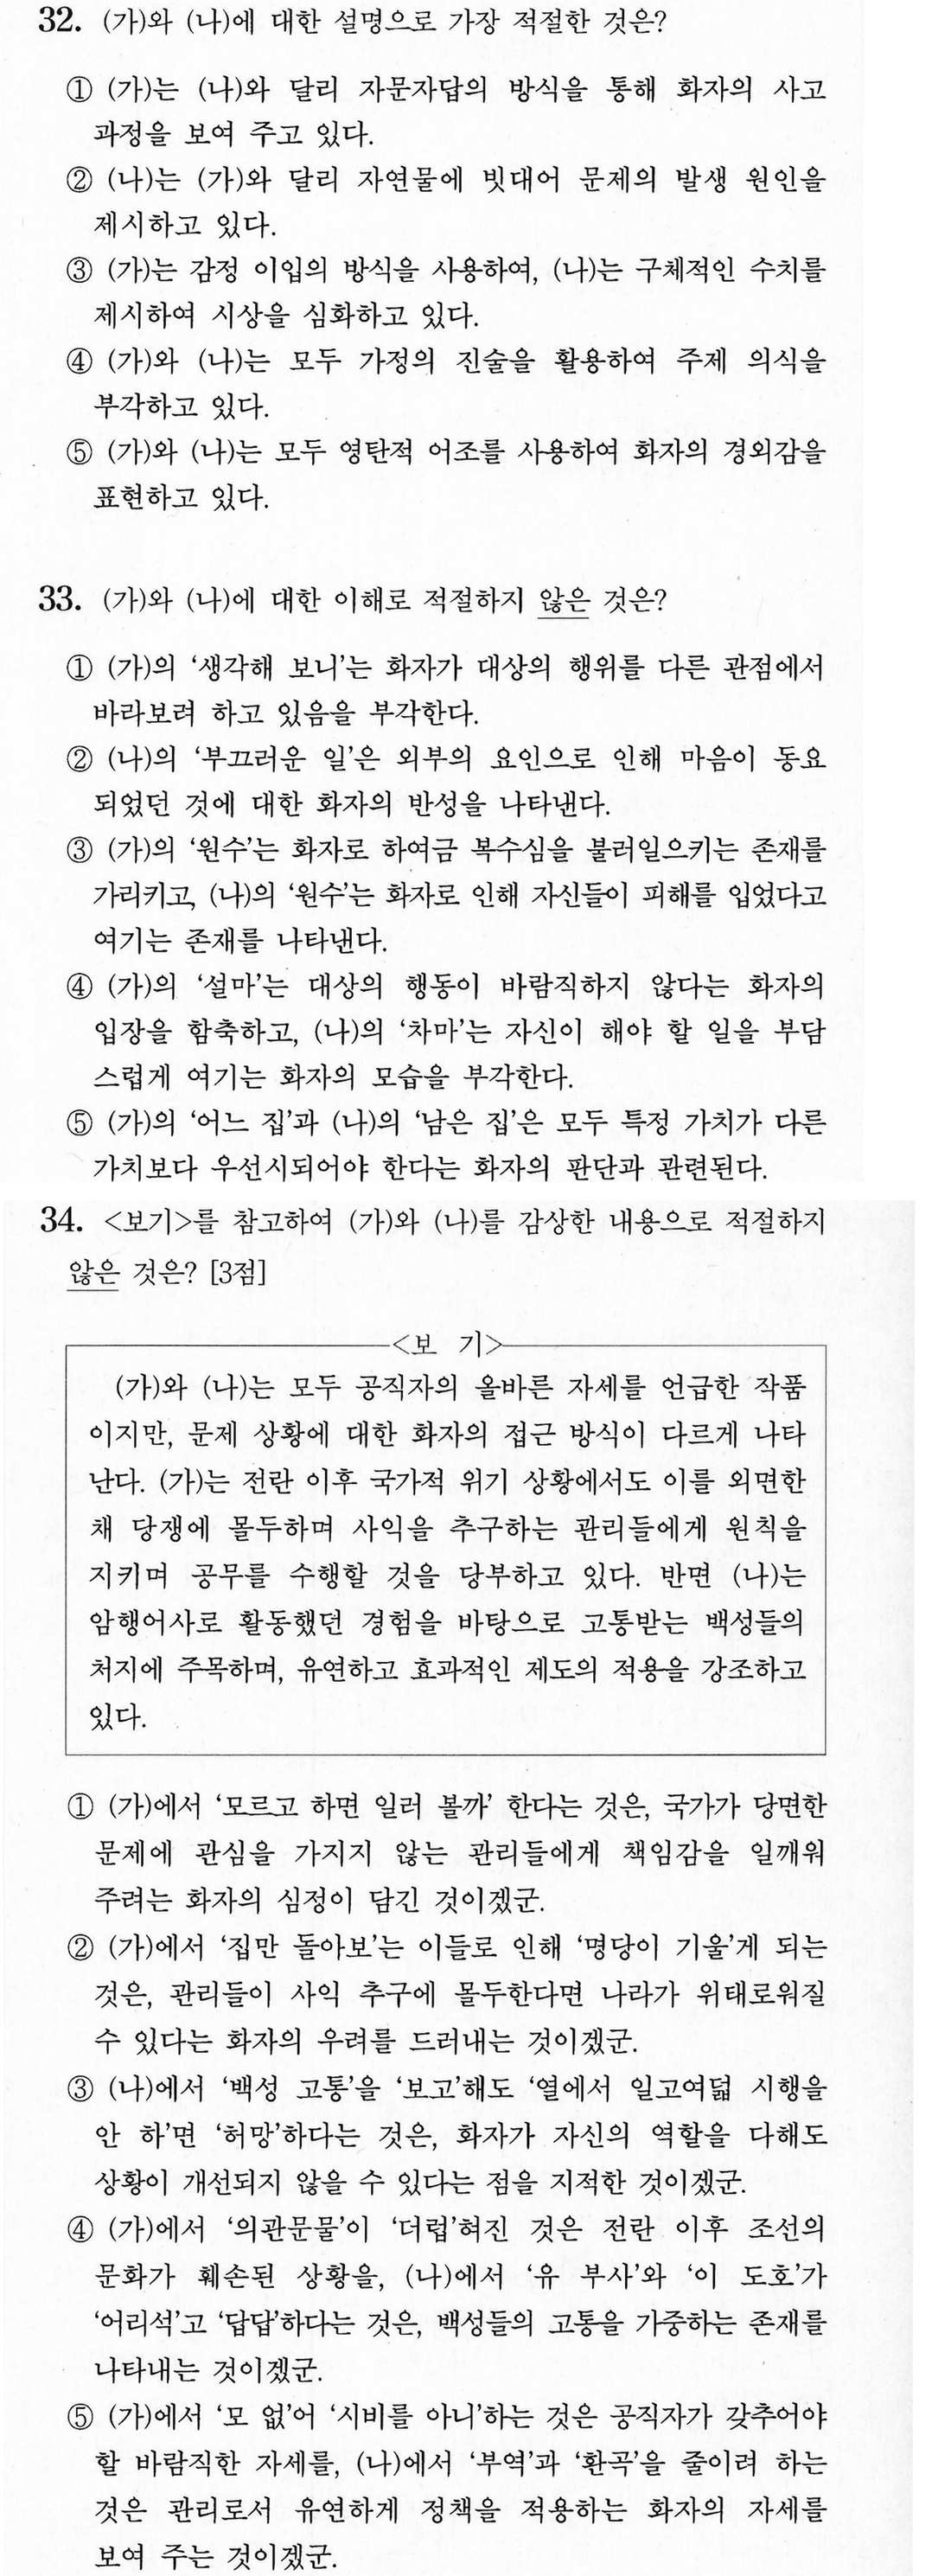 32. (가)와 (나)에 대한 설명으로 가장 적절한 것은?
① (가)는 (나)와 달리 자문자답의 방식을 통해 화자의 사고
과정을 보여 주고 있다.
② (나)는 (가)와 달리 자연물에 빗대어 문제의 발생 원인을
제시하고 있다.
③ (가)는 감정 이입의 방식을 사용하여, (나)는 구체적인 수치를
제시하여 시상을 심화하고 있다.
④ (가)와 (나)는 모두 가정의 진술을 활용하여 주제 의식을
부각하고 있다.
⑤ (가)와 (나)는 모두 영탄적 어조를 사용하여 화자의 경외감을
표현하고 있다.
33. (가)와 (나)에 대한 이해로 적절하지 않은 것은?
① (가)의 ‘생각해 보니’는 화자가 대상의 행위를 다른 관점에서
바라보려 하고 있음을 부각한다.
② (나)의 ‘부끄러운 일’은 외부의 요인으로 인해 마음이 동요
되었던 것에 대한 화자의 반성을 나타낸다.
③ (가)의 ‘원수’는 화자로 하여금 복수심을 불러일으키는 존재를
가리키고, (나)의 ‘원수’는 화자로 인해 자신들이 피해를 입었다고
여기는 존재를 나타낸다.
④ (가)의 ‘설마’는 대상의 행동이 바람직하지 않다는 화자의
입장을 함축하고, (나)의 ‘차마’는 자신이 해야 할 일을 부담
스럽게 여기는 화자의 모습을 부각한다.
⑤ (가)의 ‘어느 집’과 (나)의 ‘남은 집’은 모두 특정 가치가 다른
가치보다 우선시되어야 한다는 화자의 판단과 관련된다.
34. <보기>를 참고하여 (가)와 (나)를 감상한 내용으로 적절하지
않은 것은? [3점]
<보 기>
(가)와 (나)는 모두 공직자의 올바른 자세를 언급한 작품
이지만, 문제 상황에 대한 화자의 접근 방식이 다르게 나타
난다. (가)는 전란 이후 국가적 위기 상황에서도 이를 외면한
채 당쟁에 몰두하며 사익을 추구하는 관리들에게 원칙을
지키며 공무를 수행할 것을 당부하고 있다. 반면 (나)는
암행어사로 활동했던 경험을 바탕으로 고통받는 백성들의
처지에 주목하며, 유연하고 효과적인 제도의 적용을 강조하고
있다.
① (가)에서 ‘모르고 하면 일러 볼까’ 한다는 것은, 국가가 당면한
문제에 관심을 가지지 않는 관리들에게 책임감을 일깨워
주려는 화자의 심정이 담긴 것이겠군.
② (가)에서 ‘집만 돌아보’는 이들로 인해 ‘명당이 기울’게 되는
것은, 관리들이 사익 추구에 몰두한다면 나라가 위태로워질
수 있다는 화자의 우려를 드러내는 것이겠군.
③ (나)에서 ‘백성 고통’을 ‘보고’해도 ‘열에서 일고여덟 시행을
안 하’면 ‘허망’하다는 것은, 화자가 자신의 역할을 다해도
상황이 개선되지 않을 수 있다는 점을 지적한 것이겠군.
④ (가)에서 ‘의관문물’이 ‘더럽’혀진 것은 전란 이후 조선의
문화가 훼손된 상황을, (나)에서 ‘유 부사’와 ‘이 도호’가
‘어리석’고 ‘답답’하다는 것은, 백성들의 고통을 가중하는 존재를
나타내는 것이겠군.
⑤ (가)에서 ‘모 없’어 ‘시비를 아니’하는 것은 공직자가 갖추어야
할 바람직한 자세를, (나)에서 ‘부역’과 ‘환곡’을 줄이려 하는
것은 관리로서 유연하게 정책을 적용하는 화자의 자세를
보여 주는 것이겠군.